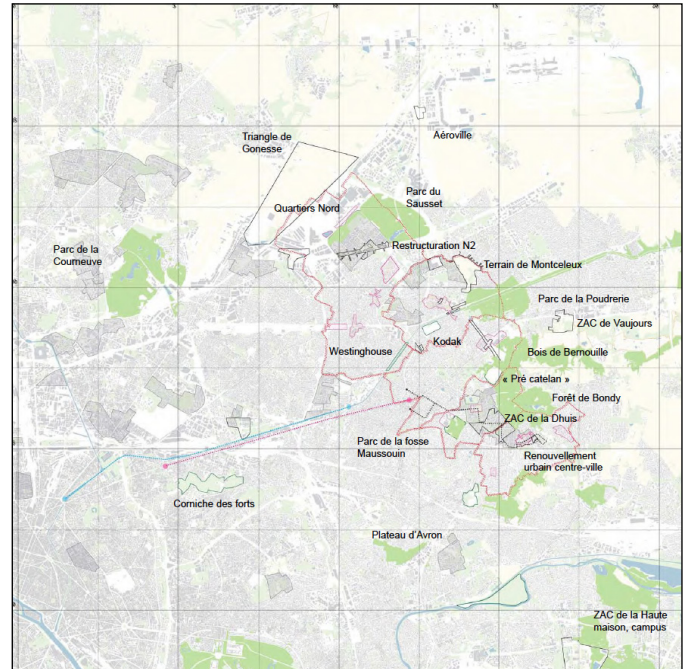 Aéroville
Triangle de
Gonesse
Parc du
Sausset
Quartiers Nord
Restructuration N2
Parc de la
Courneuve
Terrain de Montceleux
Parc de la Poudrerie
ZAC de Vaujours
Kodak
Westinghouse
Bois de Bernouille
« Pré catelan »
Forêt de Bondy
ZAC de la Dhuis
Parc de la fosse
Maussouin
Renouvellement
urbain centre-ville
Corniche des forts
Plateau d'Avron
ZAC de la Haute
maison, campus